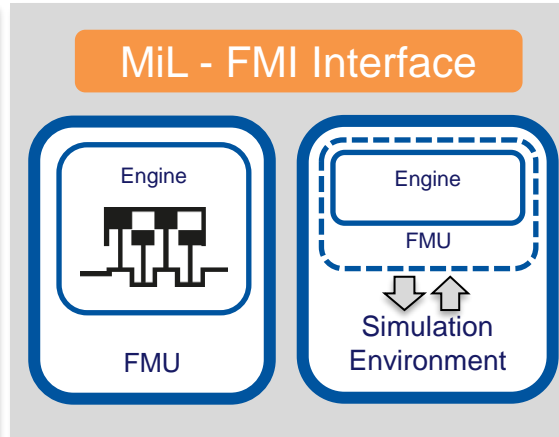 MiL - FMI Interface
Engine
FMU
Engine
FMU
Simulation
Environment